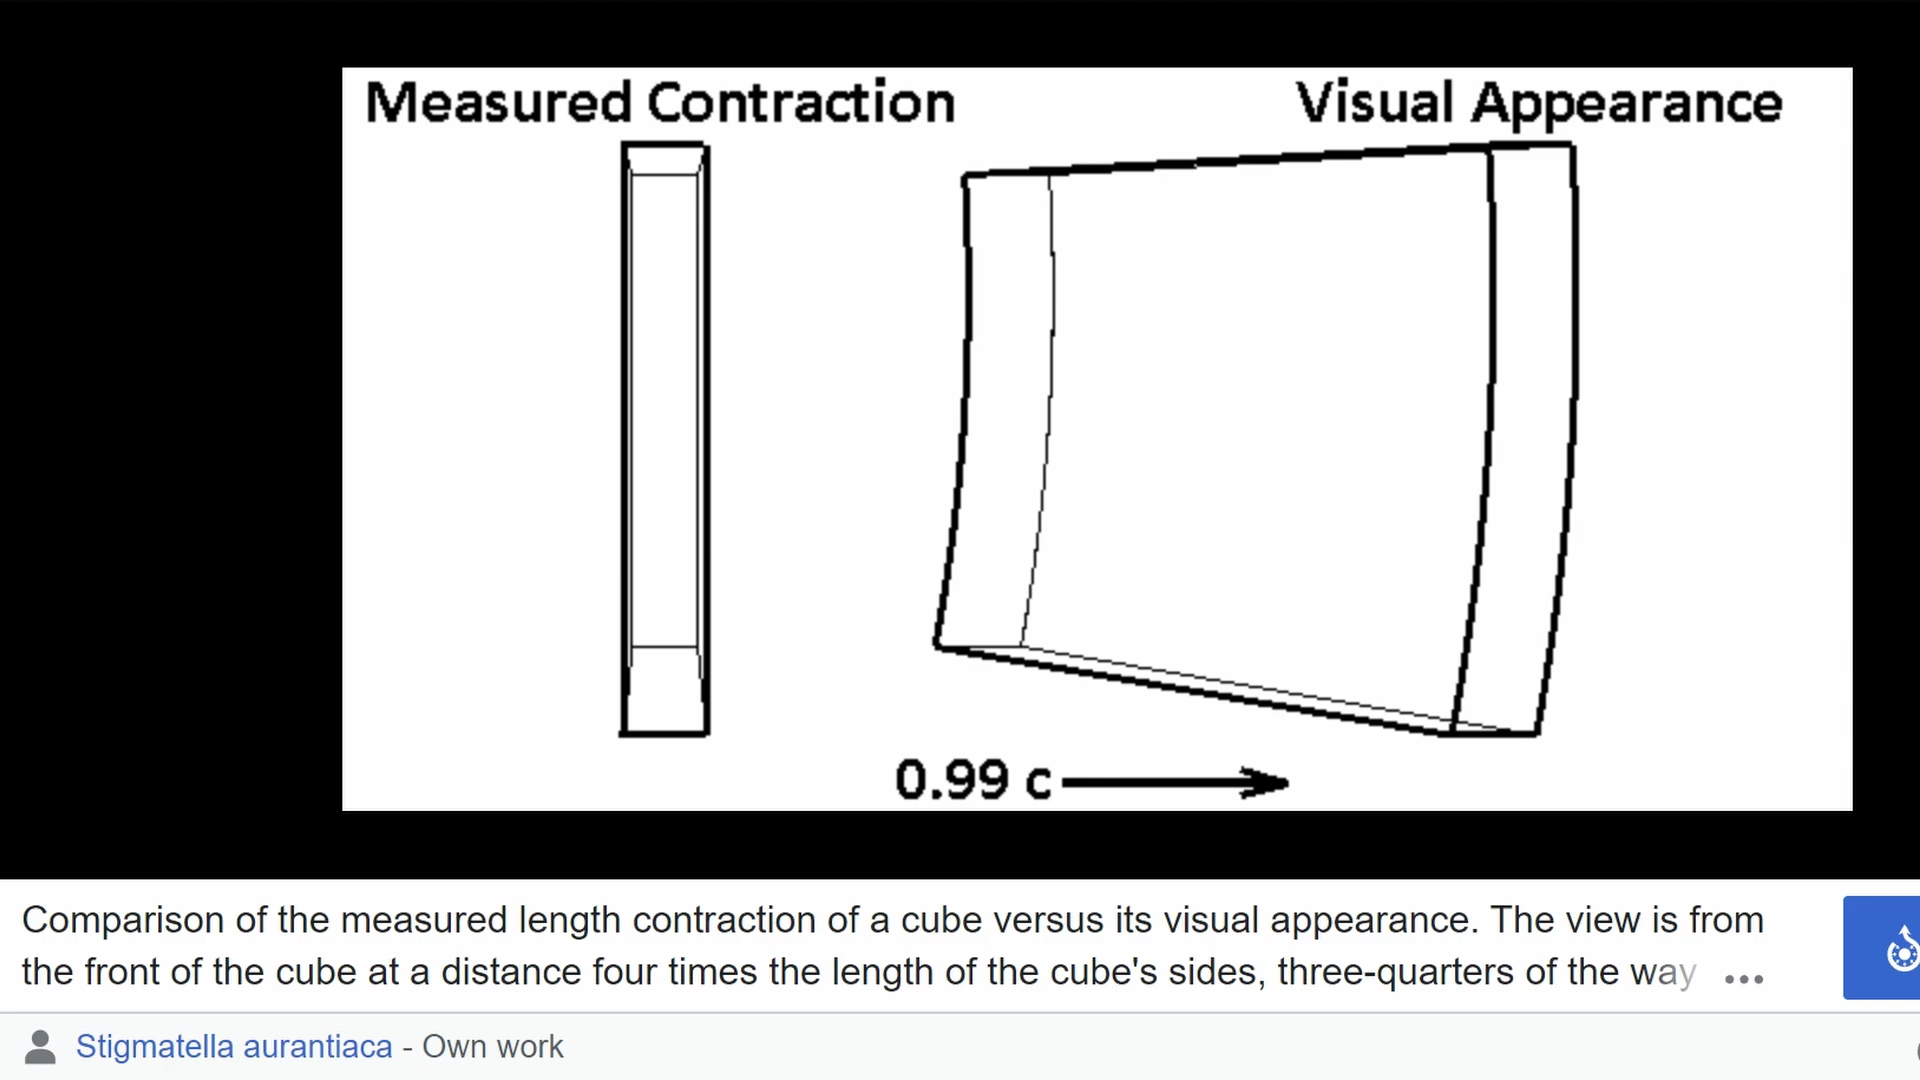 Measured Contraction
Visual Appearance
0.99 c
Comparison of the measured length contraction of a cube versus its visual appearance. The view is from
the front of the cube at a distance four times the length of the cube's sides, three-quarters of the way ...
Stigmatella aurantiaca - Own work